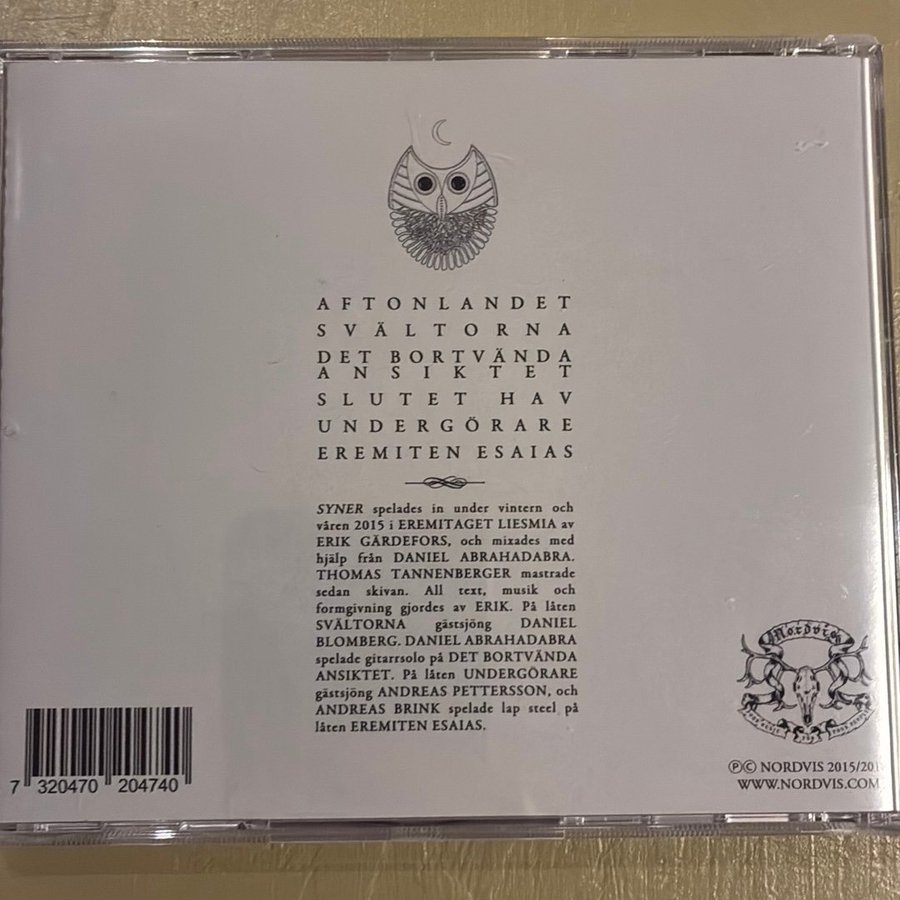 AFTONLANDET
SVÄLTORNA
DET BORTVÄNDA
ANSIKTET
SLUTET HAV
UNDERGÖRARE
EREMITEN ESAIAS
SYNER spelades in under vintern och
våren 2015 i EREMITAGET LIESMIA av
ERIK GÄRDEFORS, och mixades med
hjälp från DANIEL ABRAHADABRA.
THOMAS TANNENBERGER mastrade
sedan skivan. All text, musik och
formgivning gjordes av ERIK. På låten
SVÄLTORNA gästsjöng DANIEL
BLOMBERG. DANIEL ABRAHADABRA
spelade gitarrsolo på DET BORTVÄNDA
ANSIKTET. På låten UNDERGÖRARE
gästsjöng ANDREAS PETTERSSON, och
ANDREAS BRINK spelade lap steel på
låten EREMITEN ESAIAS.
Nordvis
7 320470 204740
℗© NORDVIS 2015/201
WWW.NORDVIS.COM